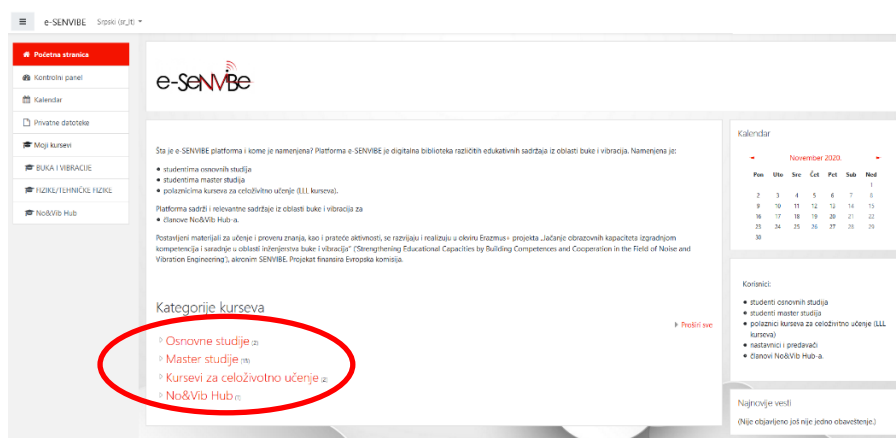 e-SENVIBE Srpski (sr_lt)
Početna stranica
Kontrolni panel
Kalendar
Privatne datoteke
Moji kursevi
BUKA I VIBRACIJE
FIZIKE/TEHNIČKE FIZIKE
No&Vib Hub
e-SENVIBE
Šta je e-SENVIBE platforma i kome je namenjena? Platforma e-SENVIBE je digitalna biblioteka različitih edukativnih sadržaja iz oblasti buke i vibracija. Namenjena je:
• studentima osnovnih studija
• studentima master studija
• polaznicima kurseva za celoživitno učenje (LLL kurseva).
Platforma sadrži i relevantne sadržaje iz oblasti buke i vibracija za
• članove No&Vib Hub-a.
Postavljeni materijali za učenje i proveru znanja, kao i prateće aktivnosti, se razvijaju i realizuju u okviru Erazmus+ projekta „Jačanje obrazovnih kapaciteta izgradnjom
kompetencija i saradnje u oblasti inženjerstva buke i vibracija” ('Strengthening Educational Capacities by Building Competences and Cooperation in the Field of Noise and
Vibration Engineering'), akronim SENVIBE. Projekat finansira Evropska komisija.
Kategorije kurseva
Proširi sve
Osnovne studije (2)
Master studije
Kursevi za celoživotno učenje (2)
No&Vib Hub (1)
Kalendar
November 2020.
Pon Uto Sre Čet Pet Sub Ned
1
2 3 4 5 6 7 8
9 10 11 12 13 14 15
16 17 18 19 20 21 22
23 24 25 26 27 28 29
30
Korisnici:
• studenti osnovnih studija
• studenti master studija
• polaznici kurseva za celoživitno učenje (LLL
kurseva)
• nastavnici i predavači
• članovi No&Vib Hub-a.
Najnovije vesti
(Nije objavljeno još nije jedno obaveštenje.)